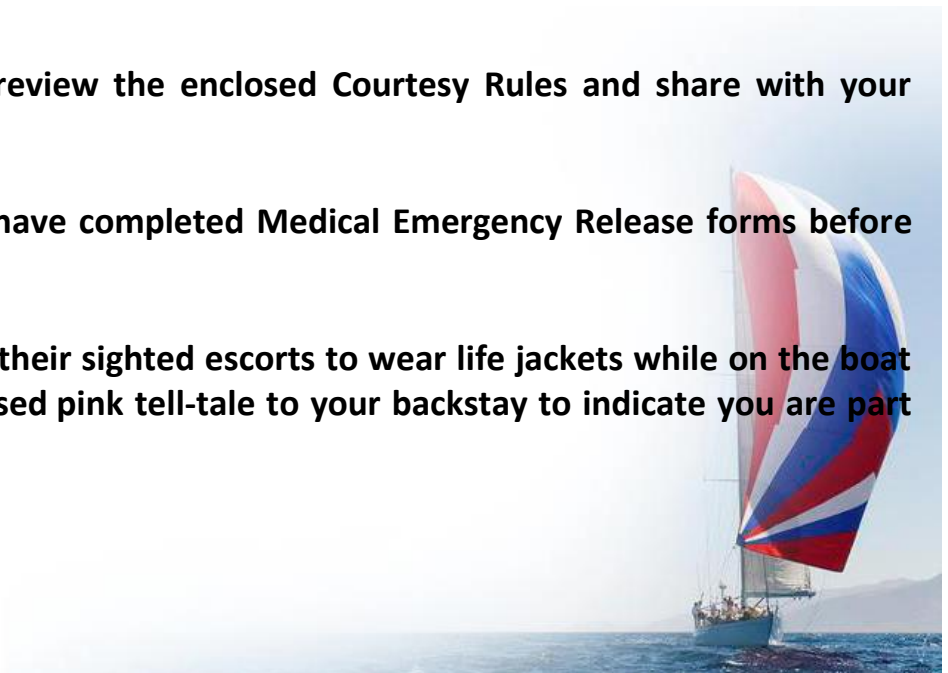 review the enclosed Courtesy Rules and share with your
have completed Medical Emergency Release forms before
their sighted escorts to wear life jackets while on the boat
sed pink tell-tale to your backstay to indicate you are part